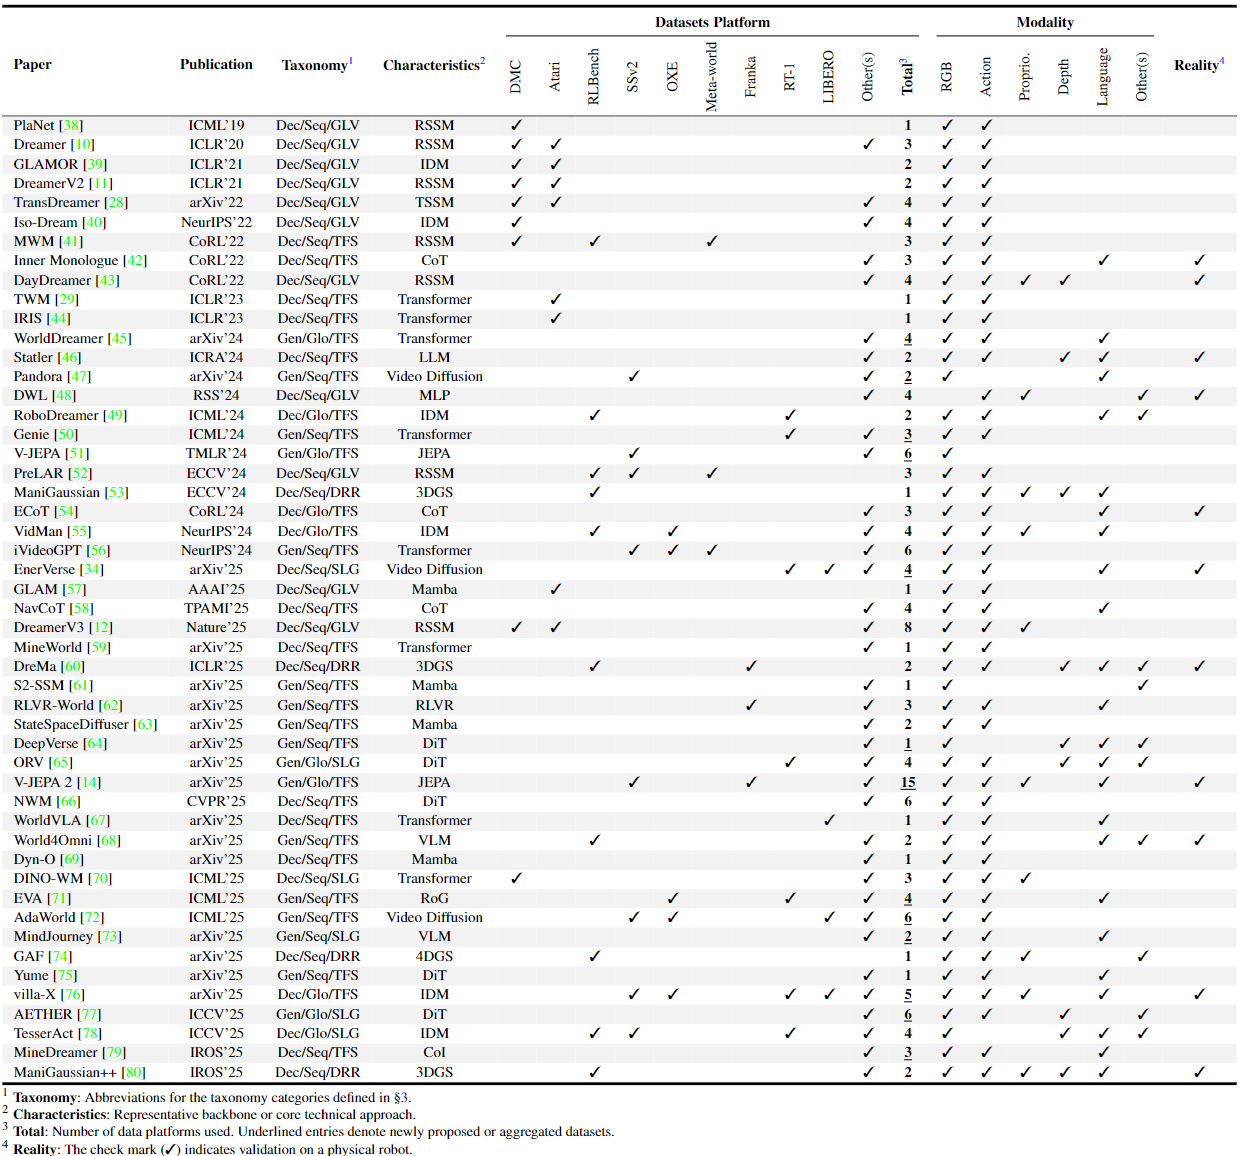 Datasets Platform Modality
Paper Publication Taxonomy1 Characteristics2 DMC Atari RLBench SSv2 OXE Meta-world Franka RT-1 LIBERO Other(s) Total3 RGB Action Proprio. Depth Language Other(s) Reality4
PlaNet [38] ICML'19 Dec/Seq/GLV RSSM ✓ 1 ✓ ✓
Dreamer [10] ICLR'20 Dec/Seq/GLV RSSM ✓ ✓ ✓ 3 ✓ ✓
GLAMOR [39] ICLR'21 Dec/Seq/GLV IDM ✓ ✓ 2 ✓ ✓
DreamerV2 [11] ICLR'21 Dec/Seq/GLV RSSM ✓ ✓ 2 ✓ ✓
TransDreamer [28] arXiv'22 Dec/Seq/GLV TSSM ✓ ✓ ✓ 4 ✓ ✓
Iso-Dream [40] NeurIPS'22 Dec/Seq/GLV IDM ✓ ✓ 4 ✓ ✓
MWM [41] CoRL'22 Dec/Seq/TFS RSSM ✓ ✓ ✓ 3 ✓ ✓
Inner Monologue [42] CoRL'22 Dec/Seq/TFS CoT ✓ 3 ✓ ✓ ✓ ✓
DayDreamer [43] CoRL'22 Dec/Seq/GLV RSSM ✓ 4 ✓ ✓ ✓ ✓ ✓
TWM [29] ICLR'23 Dec/Seq/TFS Transformer ✓ 1 ✓ ✓
IRIS [44] ICLR'23 Dec/Seq/TFS Transformer ✓ 1 ✓ ✓
WorldDreamer [45] arXiv'24 Gen/Glo/TFS Transformer ✓ 4 ✓ ✓ ✓
Statler [46] ICRA'24 Dec/Seq/TFS LLM ✓ 2 ✓ ✓ ✓ ✓ ✓
Pandora [47] arXiv'24 Gen/Seq/TFS Video Diffusion ✓ ✓ 2 ✓ ✓
DWL [48] RSS'24 Dec/Seq/GLV MLP ✓ 4 ✓ ✓ ✓ ✓
RoboDreamer [49] ICML'24 Dec/Glo/TFS IDM ✓ ✓ 2 ✓ ✓ ✓ ✓
Genie [50] ICML'24 Gen/Seq/TFS Transformer ✓ ✓ 3 ✓ ✓
V-JEPA [51] TMLR'24 Gen/Glo/TFS JEPA ✓ ✓ 6 ✓
PreLAR [52] ECCV'24 Dec/Seq/GLV RSSM ✓ ✓ ✓ 3 ✓ ✓
ManiGaussian [53] ECCV'24 Dec/Seq/DRR 3DGS ✓ 1 ✓ ✓ ✓ ✓ ✓
ECoT [54] CoRL'24 Dec/Glo/TFS CoT ✓ 3 ✓ ✓ ✓ ✓
VidMan [55] NeurIPS'24 Dec/Glo/TFS IDM ✓ ✓ ✓ 4 ✓ ✓ ✓ ✓
iVideoGPT [56] NeurIPS'24 Gen/Seq/TFS Transformer ✓ ✓ ✓ ✓ 6 ✓ ✓
EnerVerse [34] arXiv'25 Dec/Seq/SLG Video Diffusion ✓ ✓ ✓ 4 ✓ ✓ ✓ ✓
GLAM [57] AAAI'25 Dec/Seq/GLV Mamba ✓ 1 ✓ ✓
NavCoT [58] TPAMI'25 Dec/Seq/TFS CoT ✓ 4 ✓ ✓ ✓
DreamerV3 [12] Nature'25 Dec/Seq/GLV RSSM ✓ ✓ ✓ 8 ✓ ✓ ✓
MineWorld [59] arXiv'25 Dec/Seq/TFS Transformer ✓ 1 ✓ ✓
DreMa [60] ICLR'25 Dec/Seq/DRR 3DGS ✓ ✓ 2 ✓ ✓ ✓ ✓ ✓ ✓
S2-SSM [61] arXiv'25 Gen/Seq/TFS Mamba ✓ 1 ✓ ✓
RLVR-World [62] arXiv'25 Gen/Seq/TFS RLVR ✓ ✓ 3 ✓ ✓ ✓
StateSpaceDiffuser [63] arXiv'25 Gen/Seq/TFS Mamba ✓ 2 ✓ ✓
DeepVerse [64] arXiv'25 Gen/Seq/TFS DiT ✓ 1 ✓ ✓ ✓ ✓
ORV [65] arXiv'25 Gen/Glo/SLG DiT ✓ ✓ 4 ✓ ✓ ✓ ✓ ✓
V-JEPA 2 [14] arXiv'25 Gen/Glo/TFS JEPA ✓ ✓ ✓ 15 ✓ ✓ ✓ ✓ ✓
NWM [66] CVPR'25 Dec/Seq/TFS DiT ✓ 6 ✓ ✓
WorldVLA [67] arXiv'25 Dec/Seq/TFS Transformer ✓ 1 ✓ ✓ ✓
World4Omni [68] arXiv'25 Gen/Seq/TFS VLM ✓ ✓ 2 ✓ ✓ ✓ ✓ ✓
Dyn-O [69] arXiv'25 Dec/Seq/TFS Mamba ✓ 1 ✓ ✓
DINO-WM [70] ICML'25 Dec/Seq/SLG Transformer ✓ ✓ 3 ✓ ✓ ✓
EVA [71] ICML'25 Gen/Seq/TFS RoG ✓ ✓ ✓ 4 ✓ ✓ ✓
AdaWorld [72] ICML'25 Gen/Seq/TFS Video Diffusion ✓ ✓ ✓ ✓ 6 ✓ ✓
MindJourney [73] arXiv'25 Gen/Seq/SLG VLM ✓ 2 ✓ ✓ ✓
GAF [74] arXiv'25 Dec/Seq/DRR 4DGS ✓ 1 ✓ ✓ ✓ ✓
Yume [75] arXiv'25 Gen/Seq/TFS DiT ✓ 1 ✓ ✓ ✓
villa-X [76] arXiv'25 Dec/Glo/TFS IDM ✓ ✓ ✓ ✓ ✓ 5 ✓ ✓ ✓ ✓ ✓
AETHER [77] ICCV'25 Gen/Glo/SLG DiT ✓ 6 ✓ ✓ ✓ ✓
TesserAct [78] ICCV'25 Dec/Glo/SLG IDM ✓ ✓ ✓ ✓ 4 ✓ ✓ ✓ ✓
MineDreamer [79] IROS'25 Dec/Seq/TFS CoI ✓ 3 ✓ ✓ ✓
ManiGaussian++ [80] IROS'25 Dec/Seq/DRR 3DGS ✓ ✓ 2 ✓ ✓ ✓ ✓ ✓ ✓
1 Taxonomy: Abbreviations for the taxonomy categories defined in §3.
2 Characteristics: Representative backbone or core technical approach.
3 Total: Number of data platforms used. Underlined entries denote newly proposed or aggregated datasets.
4 Reality: The check mark (✓) indicates validation on a physical robot.